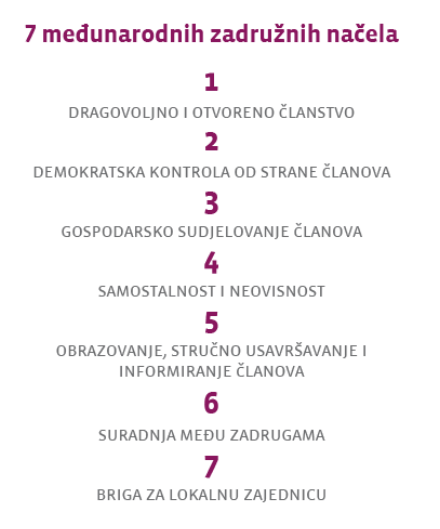 7 međunarodnih zadružnih načela
1
DRAGOVOLJNO I OTVORENO ČLANSTVO
2
DEMOKRATSKA KONTROLA OD STRANE ČLANOVA
3
GOSPODARSKO SUDJELOVANJE ČLANOVA
4
SAMOSTALNOST I NEOVISNOST
5
OBRAZOVANJE, STRUČNO USAVRŠAVANJE I
INFORMIRANJE ČLANOVA
6
SURADNJA MEĐU ZADRUGAMA
7
BRIGA ZA LOKALNU ZAJEDNICU